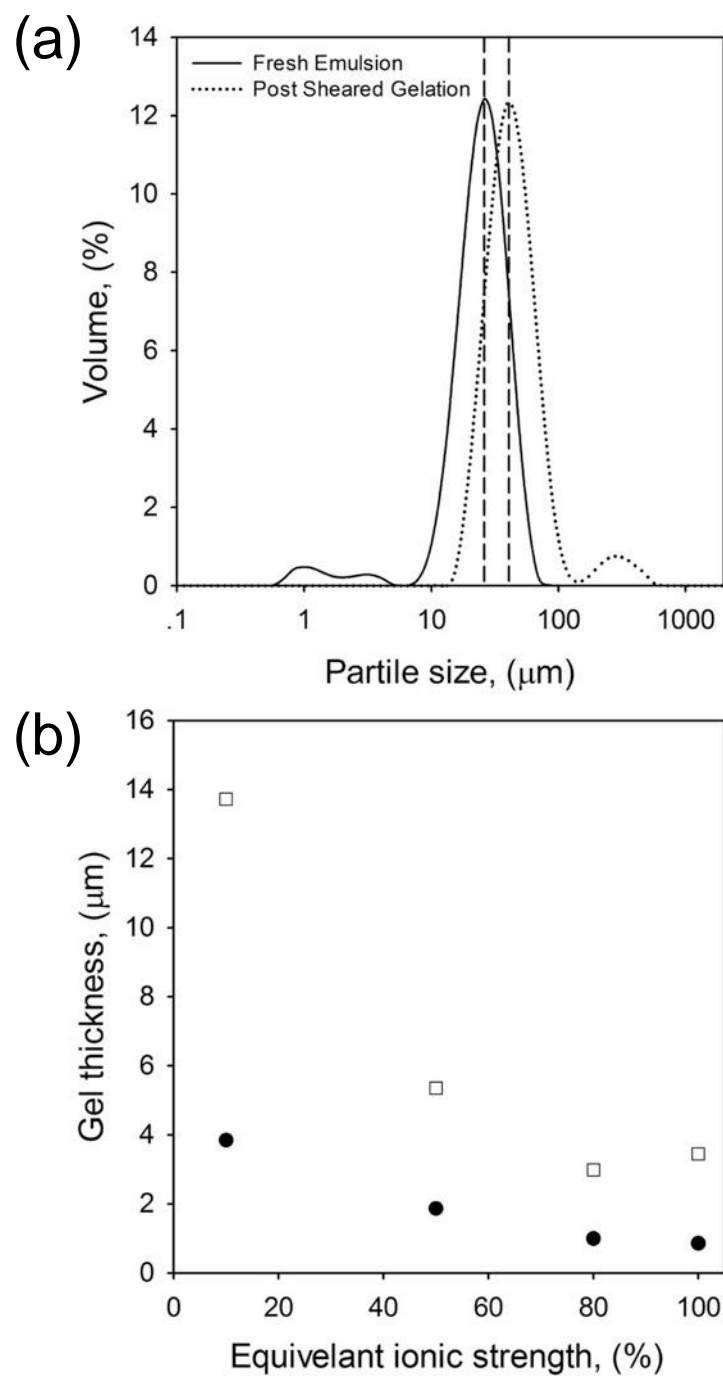 (a)
14
12
10
8
6
4
2
0
Volume, (%)
Fresh Emulsion
Post Sheared Gelation
.1 1 10 100 1000
Partile size, (μm)
(b)
16
14
12
10
8
6
4
2
0
Gel thickness, (μm)
0 20 40 60 80 100
Equivelant ionic strength, (%)